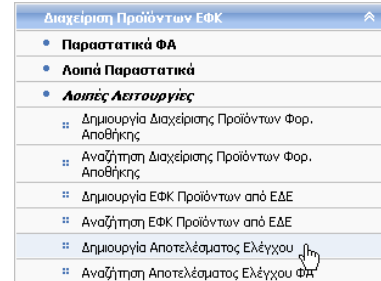 Διαχείριση Προϊόντων ΕΦΚ
Παραστατικά ΦΑ
Λοιπά Παραστατικά
Λοιπές Λειτουργίες
Δημιουργία Διαχείρισης Προϊόντων Φορ.
Αποθήκης
Αναζήτηση Διαχείρισης Προϊόντων Φορ.
Αποθήκης
Δημιουργία ΕΦΚ Προϊόντων από ΕΔΕ
Αναζήτηση ΕΦΚ Προϊόντων από ΕΔΕ
Δημιουργία Αποτελέσματος Ελέγχου
Αναζήτηση Αποτελέσματος Ελέγχου ΦΑ